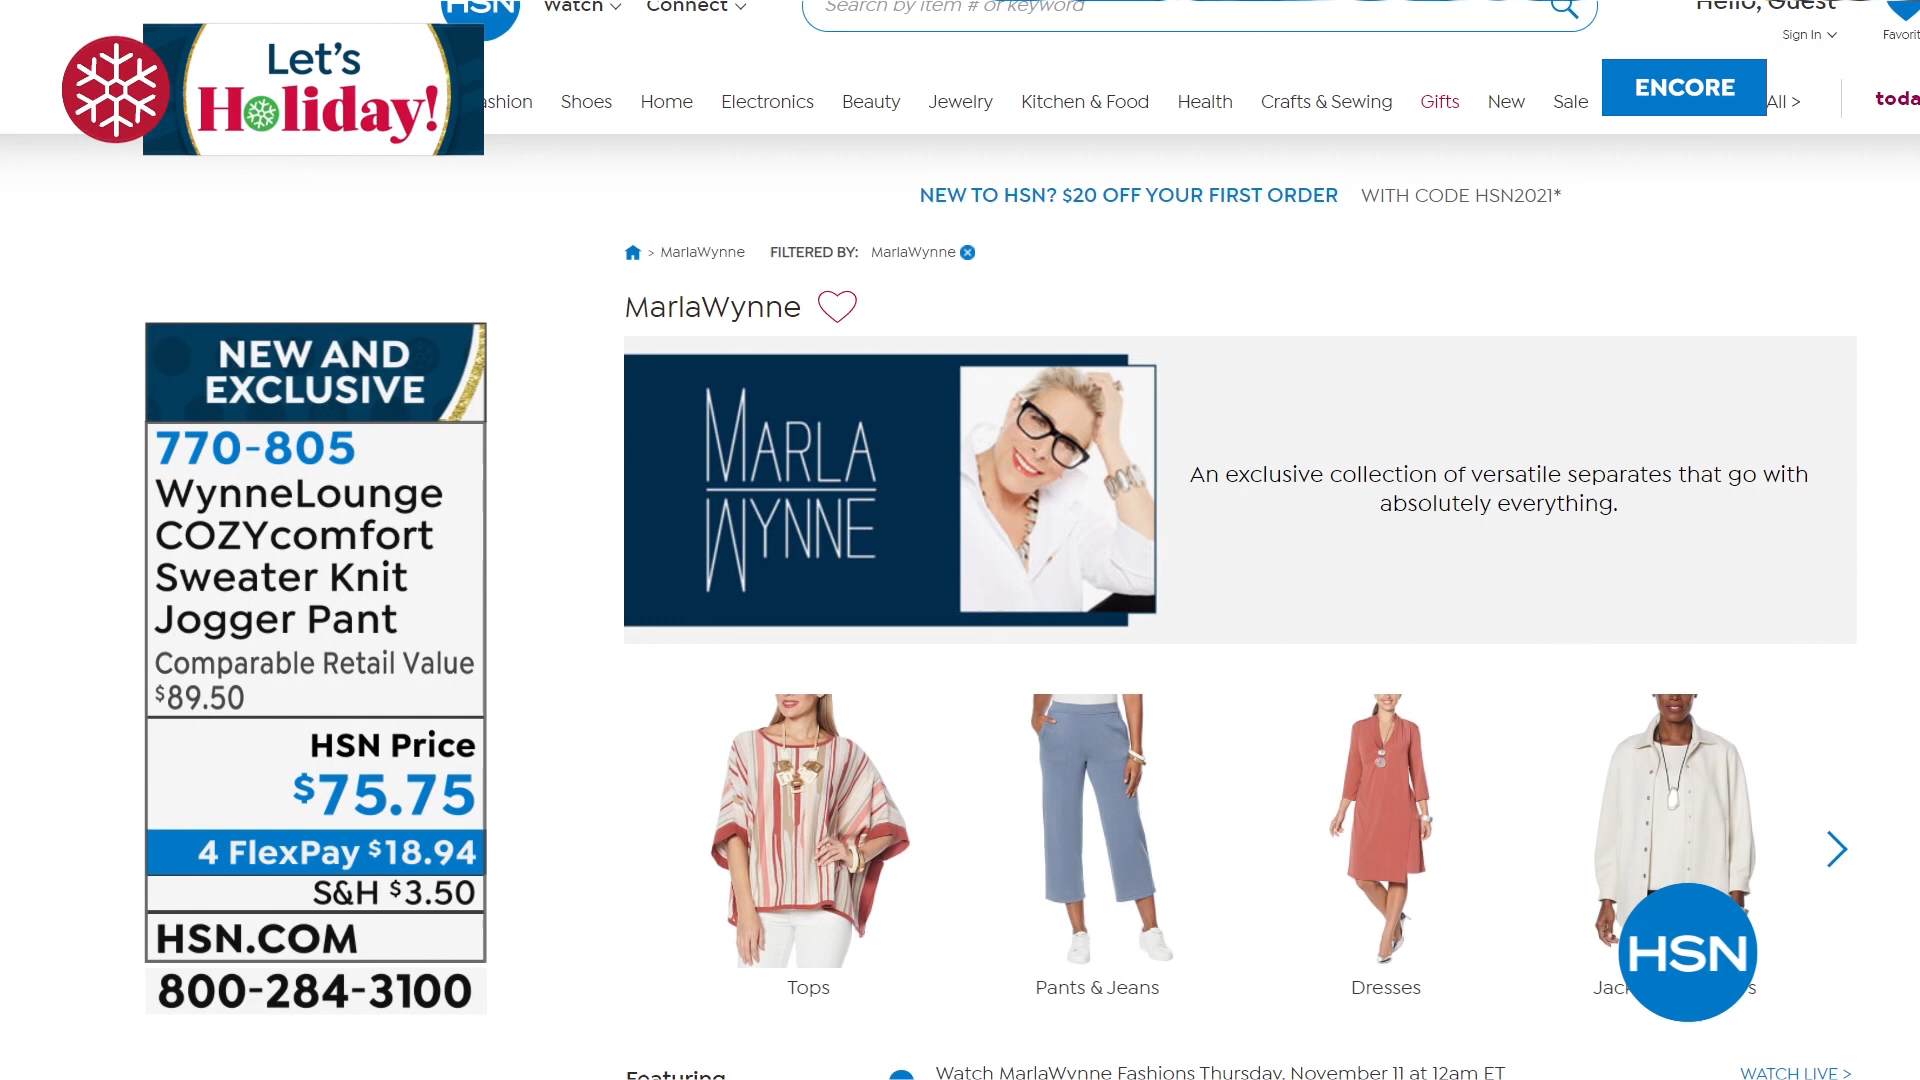 HSN
Watch
Connect
Search by item # or keyword
Hello, Guest
Sign In
Let's
Holiday!
Shoes
Home
Electronics
Beauty
Jewelry
Kitchen & Food
Health
Crafts & Sewing
Gifts
New
Sale
ENCORE
All >
NEW TO HSN? $20 OFF YOUR FIRST ORDER WITH CODE HSN2021*
> MarlaWynne FILTERED BY: MarlaWynne
MarlaWynne
NEW AND
EXCLUSIVE
770-805
WynneLounge
COZYcomfort
Sweater Knit
Jogger Pant
Comparable Retail Value
$89.50
HSN Price
$75.75
4 FlexPay $18.94
S&H $3.50
HSN.COM
800-284-3100
MARLA
WYNNE
An exclusive collection of versatile separates that go with
absolutely everything.
Tops
Pants & Jeans
Dresses
HSN
Featuring
Watch MarlaWynne Fashions Thursday, November 11 at 12am ET
WATCH LIVE >